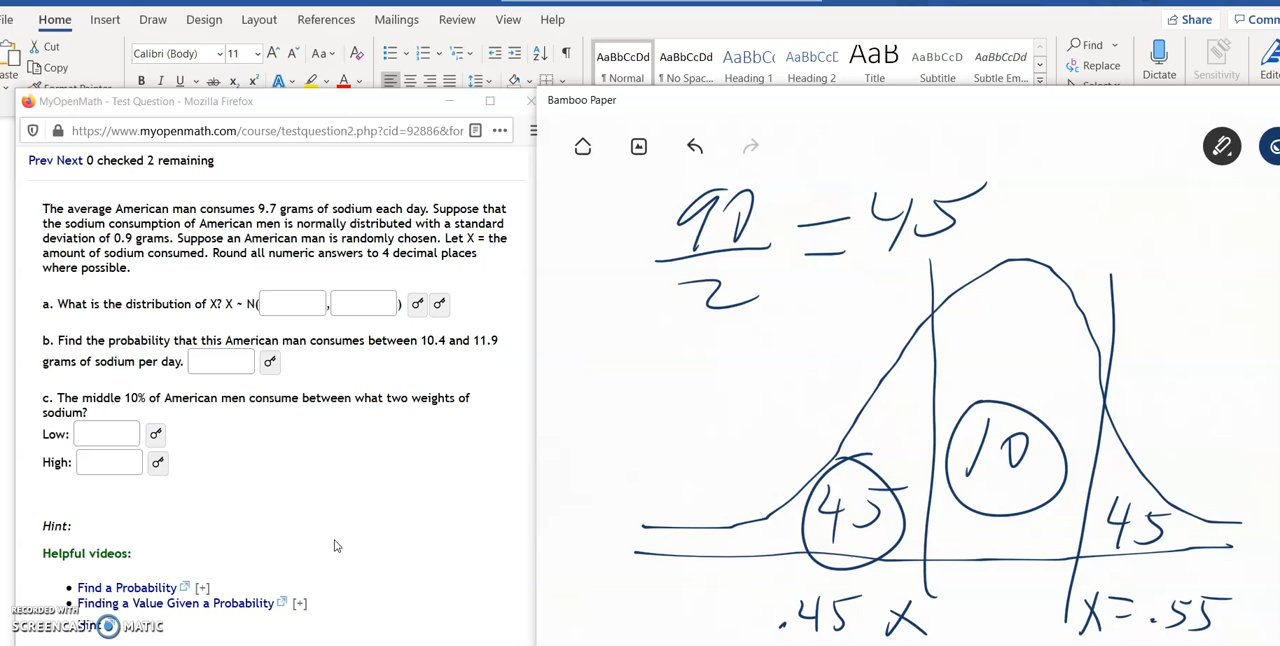 File Home Insert Draw Design Layout References Mailings Review View Help Share Comm
Cut
Copy
Paste
Calibri (Body) 11 Aa
B I U ab x₂ x² A A
AaBbCcDd AaBbCcDd AaBbCc AaBbCcE AaB AaBbCcD AaBbCcDd
¶ Normal ¶ No Spac... Heading 1 Heading 2 Title Subtitle Subtle Em...
Find
Replace
Dictate Sensitivity Edito
MyOpenMath - Test Question - Mozilla Firefox
https://www.myopenmath.com/course/testquestion2.php?cid=92886&for
Prev Next 0 checked 2 remaining
The average American man consumes 9.7 grams of sodium each day. Suppose that
the sodium consumption of American men is normally distributed with a standard
deviation of 0.9 grams. Suppose an American man is randomly chosen. Let X = the
amount of sodium consumed. Round all numeric answers to 4 decimal places
where possible.
a. What is the distribution of X? X ~ N( , )
b. Find the probability that this American man consumes between 10.4 and 11.9
grams of sodium per day.
c. The middle 10% of American men consume between what two weights of
sodium?
Low:
High:
Hint:
Helpful videos:
• Find a Probability [+]
• Finding a Value Given a Probability [+]
RECORDED WITH
SCREENCAST MATIC
Bamboo Paper
90/2 = 45
10
45 45
.45 x x = .55